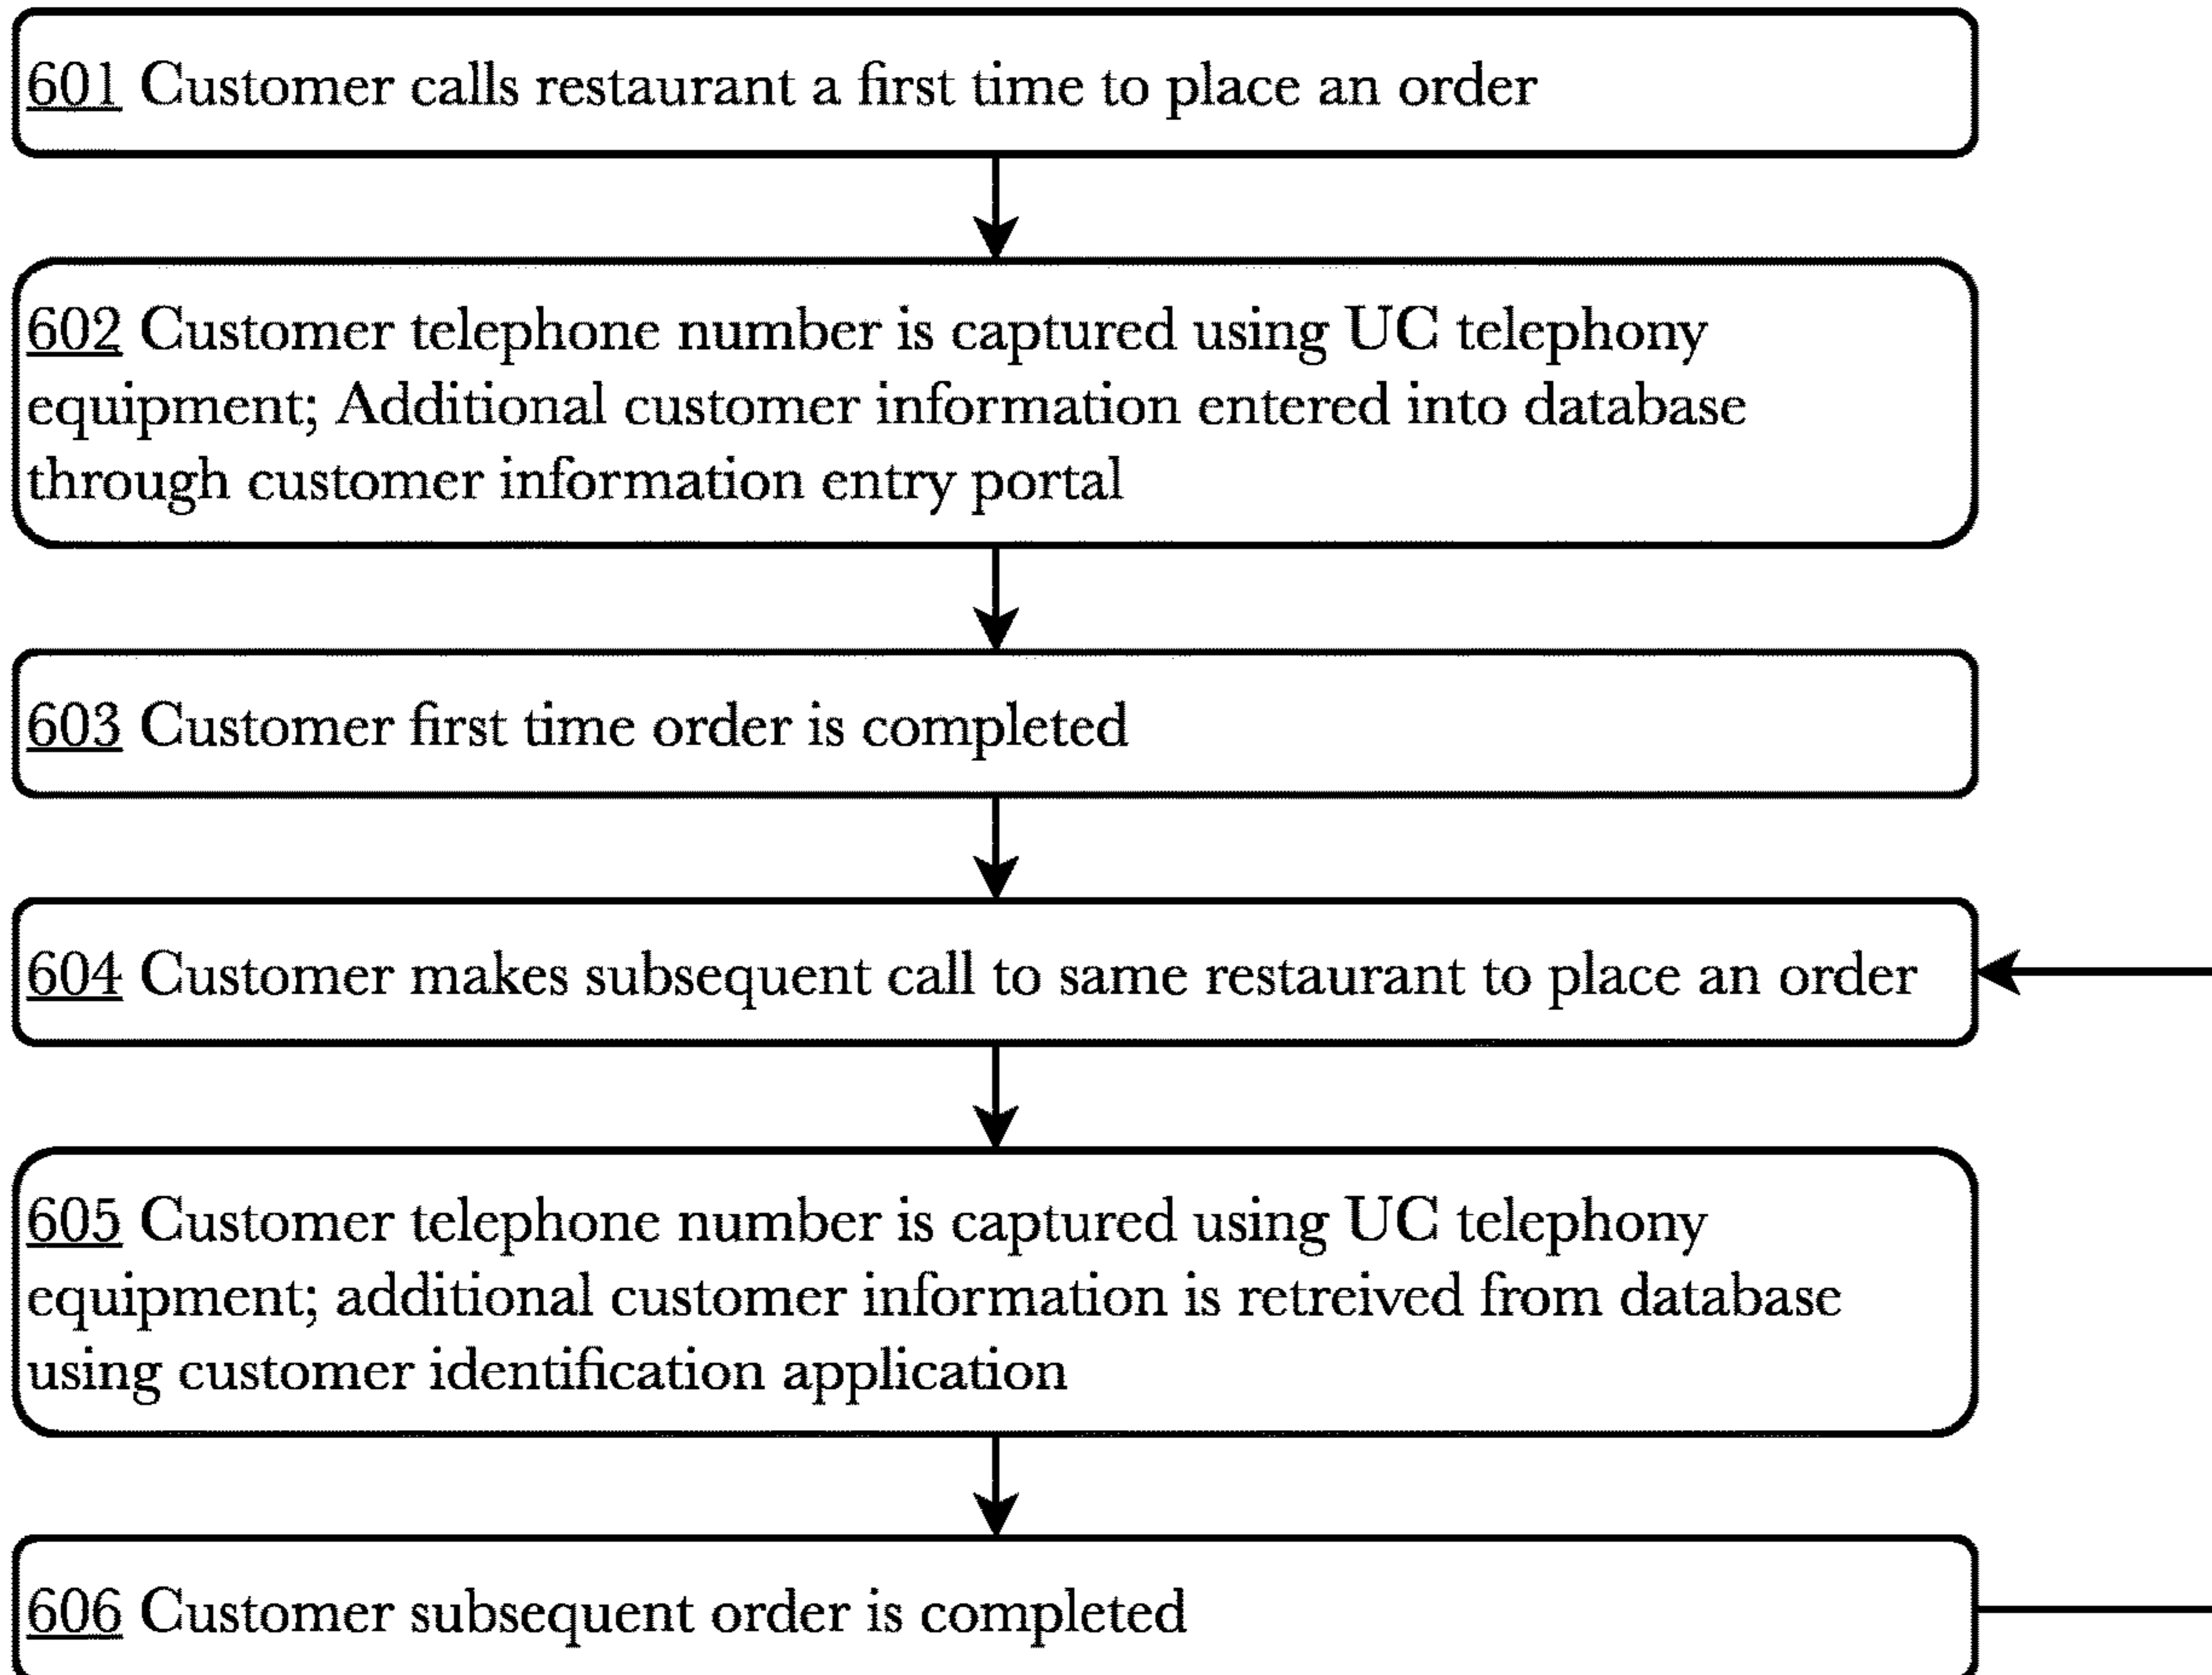 601 Customer calls restaurant a first time to place an order
602 Customer telephone number is captured using UC telephony
equipment; Additional customer information entered into database
through customer information entry portal
603 Customer first time order is completed
604 Customer makes subsequent call to same restaurant to place an order
605 Customer telephone number is captured using UC telephony
equipment; additional customer information is retreived from database
using customer identification application
606 Customer subsequent order is completed